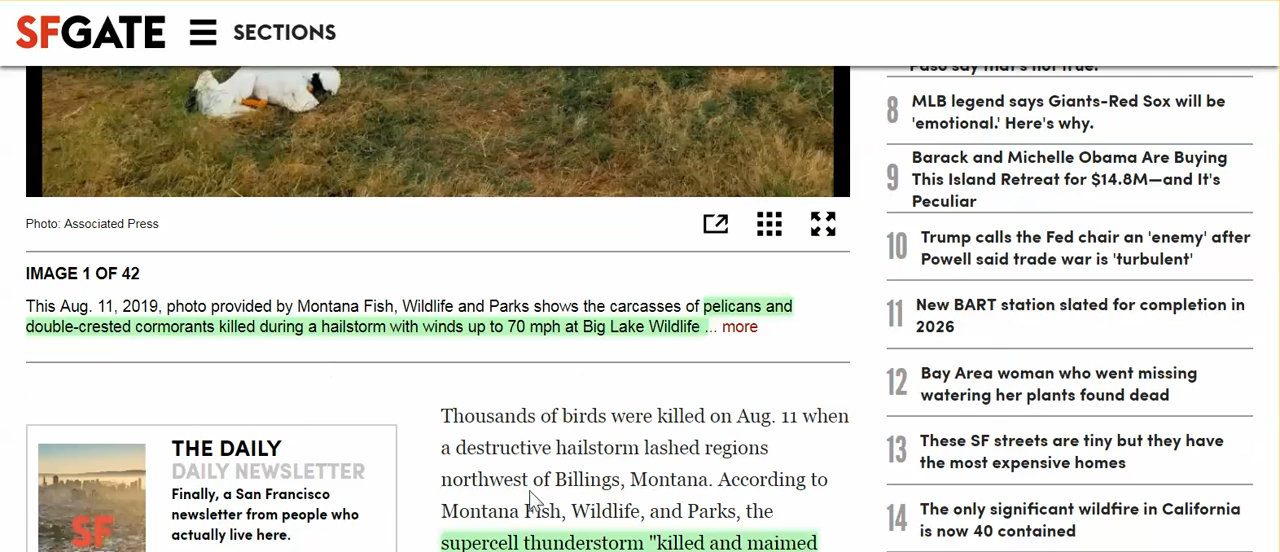 SFGATE SECTIONS
Paso say that's not true.
8 MLB legend says Giants-Red Sox will be
'emotional.' Here's why.
9 Barack and Michelle Obama Are Buying
This Island Retreat for $14.8M—and It's
Peculiar
10 Trump calls the Fed chair an 'enemy' after
Powell said trade war is 'turbulent'
11 New BART station slated for completion in
2026
12 Bay Area woman who went missing
watering her plants found dead
13 These SF streets are tiny but they have
the most expensive homes
14 The only significant wildfire in California
is now 40 contained
Photo: Associated Press
IMAGE 1 OF 42
This Aug. 11, 2019, photo provided by Montana Fish, Wildlife and Parks shows the carcasses of pelicans and
double-crested cormorants killed during a hailstorm with winds up to 70 mph at Big Lake Wildlife ... more
THE DAILY
DAILY NEWSLETTER
Finally, a San Francisco
newsletter from people who
actually live here.
SF
Thousands of birds were killed on Aug. 11 when
a destructive hailstorm lashed regions
northwest of Billings, Montana. According to
Montana Fish, Wildlife, and Parks, the
supercell thunderstorm "killed and maimed